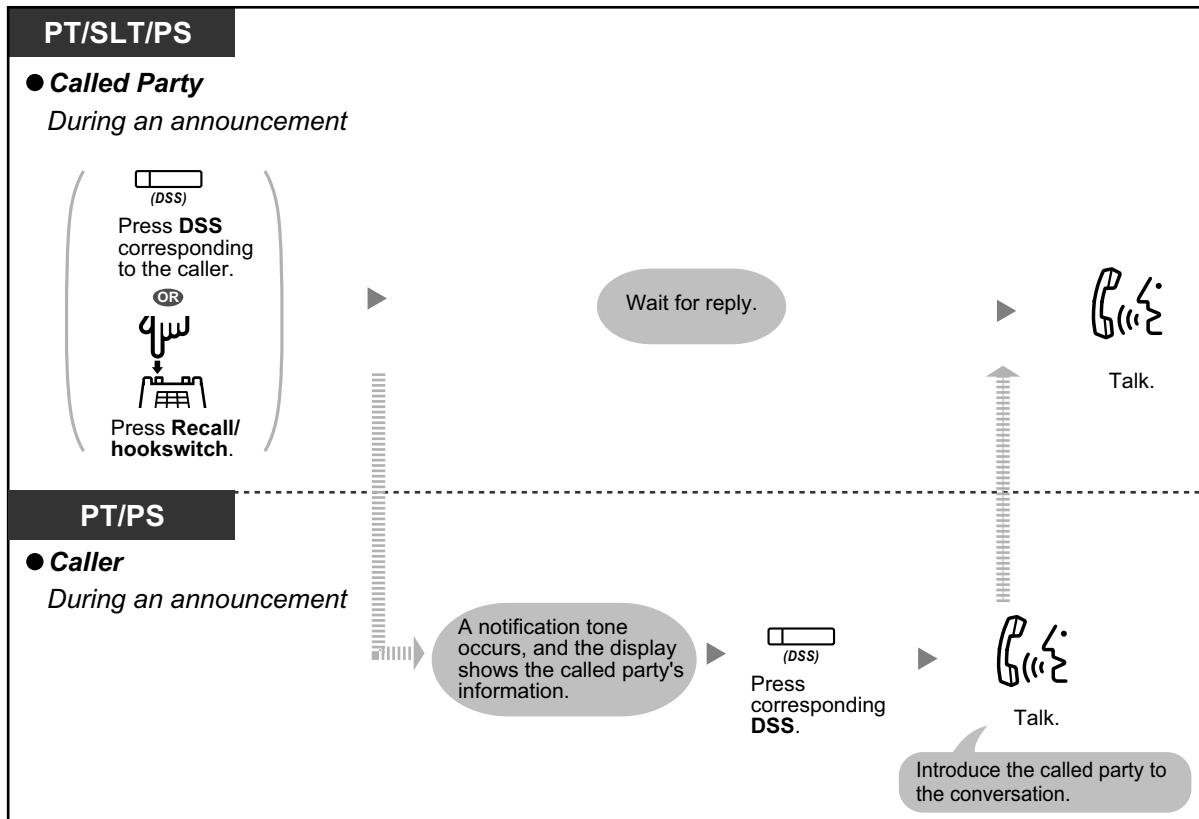 PT/SLT/PS
● Called Party
During an announcement
(DSS)
Press DSS
corresponding
to the caller.
OR
Press Recall/
hookswitch.
Wait for reply.
Talk.
PT/PS
● Caller
During an announcement
A notification tone
occurs, and the display
shows the called party's
information.
(DSS)
Press
corresponding
DSS.
Talk.
Introduce the called party to
the conversation.